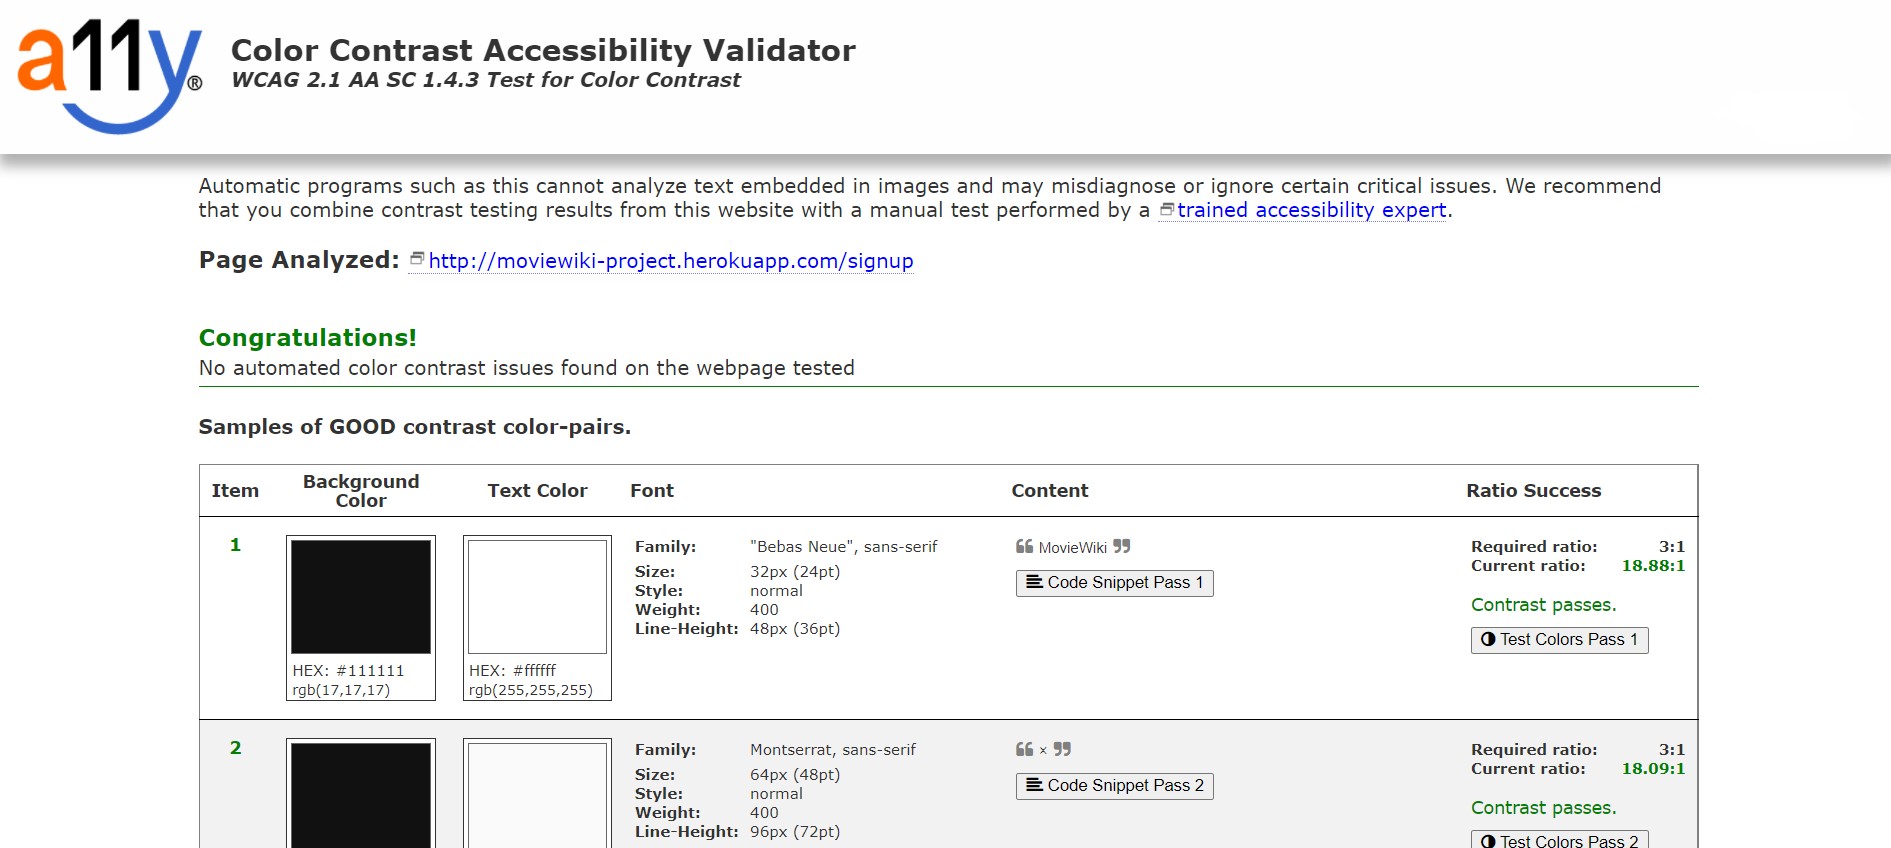 a11y®
Color Contrast Accessibility Validator
WCAG 2.1 AA SC 1.4.3 Test for Color Contrast
Automatic programs such as this cannot analyze text embedded in images and may misdiagnose or ignore certain critical issues. We recommend
that you combine contrast testing results from this website with a manual test performed by a trained accessibility expert.
Page Analyzed: http://moviewiki-project.herokuapp.com/signup
Congratulations!
No automated color contrast issues found on the webpage tested
Samples of GOOD contrast color-pairs.
Item Background Color Text Color Font Content Ratio Success
1
HEX: #111111
rgb(17,17,17)
HEX: #ffffff
rgb(255,255,255)
Family: "Bebas Neue", sans-serif
Size: 32px (24pt)
Style: normal
Weight: 400
Line-Height: 48px (36pt)
❝ MovieWiki ❞
Code Snippet Pass 1
Required ratio: 3:1
Current ratio: 18.88:1
Contrast passes.
Test Colors Pass 1
2
Family: Montserrat, sans-serif
Size: 64px (48pt)
Style: normal
Weight: 400
Line-Height: 96px (72pt)
❝ × ❞
Code Snippet Pass 2
Required ratio: 3:1
Current ratio: 18.09:1
Contrast passes.
Test Colors Pass 2